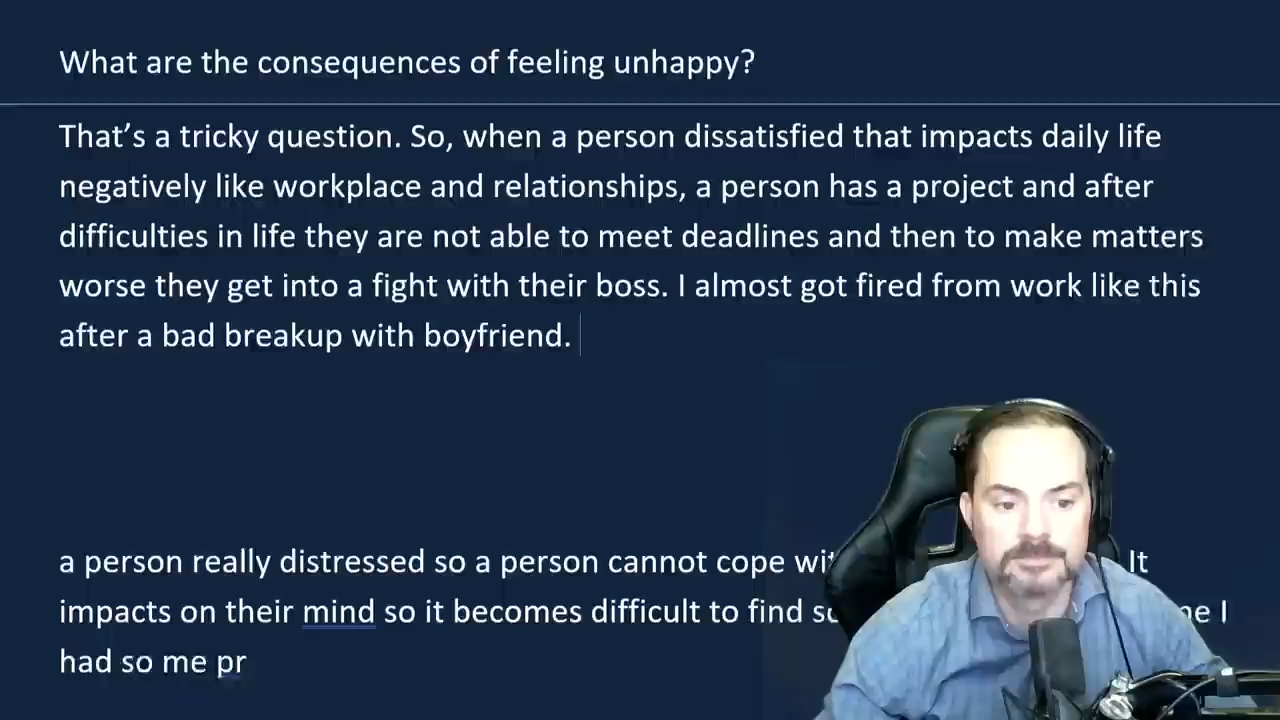 What are the consequences of feeling unhappy?
That’s a tricky question. So, when a person dissatisfied that impacts daily life
negatively like workplace and relationships, a person has a project and after
difficulties in life they are not able to meet deadlines and then to make matters
worse they get into a fight with their boss. I almost got fired from work like this
after a bad breakup with boyfriend.
a person really distressed so a person cannot cope It
impacts on their mind so it becomes difficult to find I
had so me pr